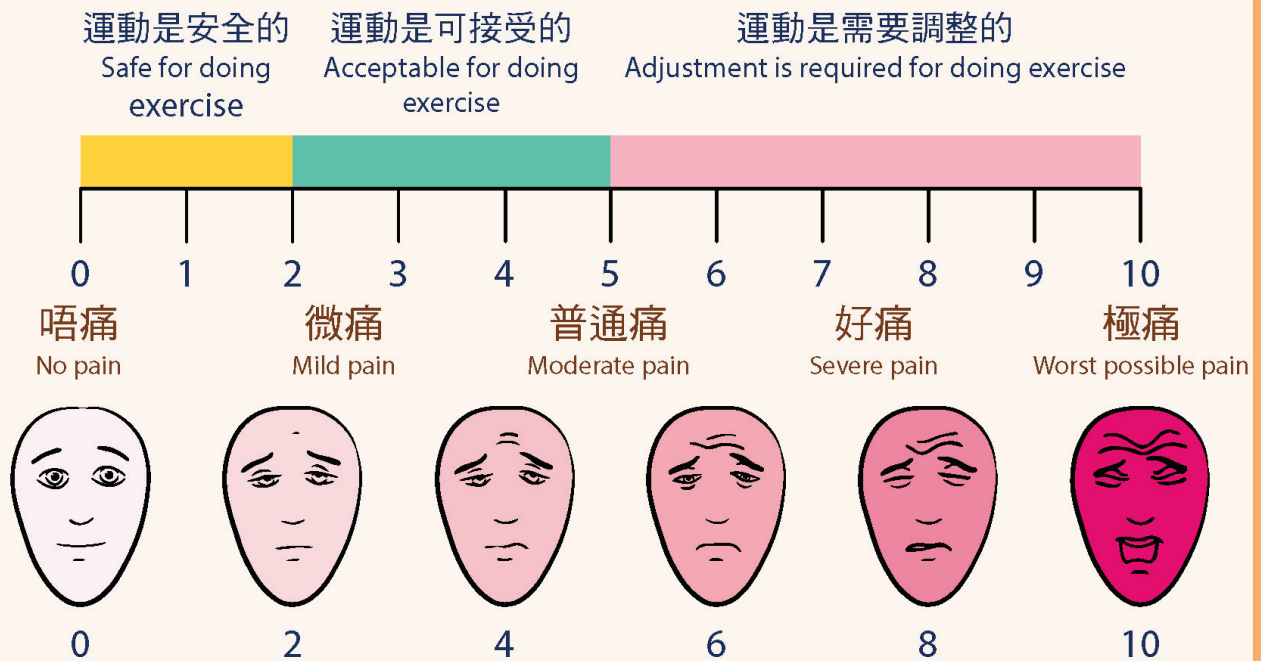 運動是安全的
Safe for doing
exercise
運動是可接受的
Acceptable for doing
exercise
運動是需要調整的
Adjustment is required for doing exercise
0 1 2 3 4 5 6 7 8 9 10
唔痛 微痛 普通痛 好痛 極痛
No pain Mild pain Moderate pain Severe pain Worst possible pain
0 2 4 6 8 10